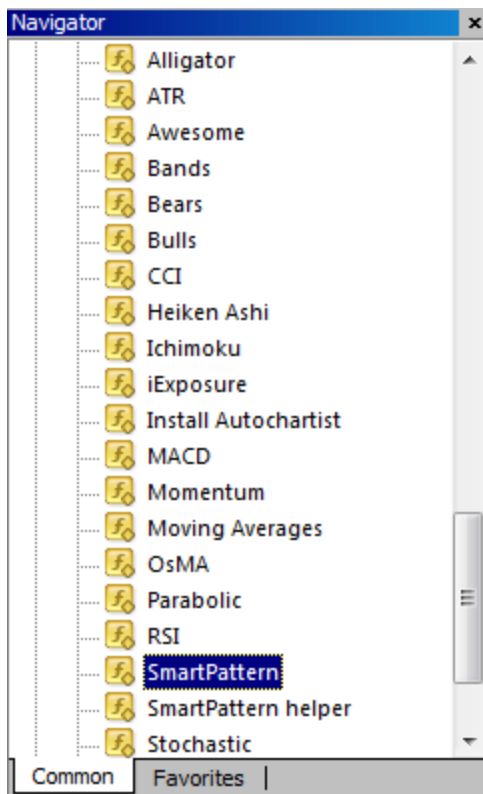 Navigator
Alligator
ATR
Awesome
Bands
Bears
Bulls
CCI
Heiken Ashi
Ichimoku
iExposure
Install Autochartist
MACD
Momentum
Moving Averages
OsMA
Parabolic
RSI
SmartPattern
SmartPattern helper
Stochastic
Common Favorites